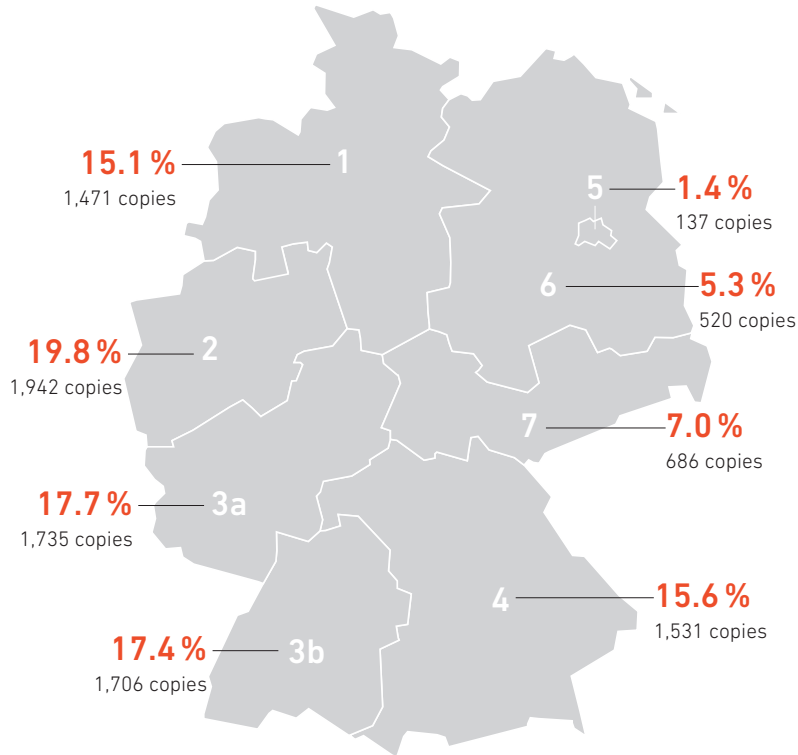 1
15.1 %
1,471 copies
5
1.4 %
137 copies
6
5.3 %
520 copies
2
19.8 %
1,942 copies
7
7.0 %
686 copies
3a
17.7 %
1,735 copies
4
15.6 %
1,531 copies
3b
17.4 %
1,706 copies